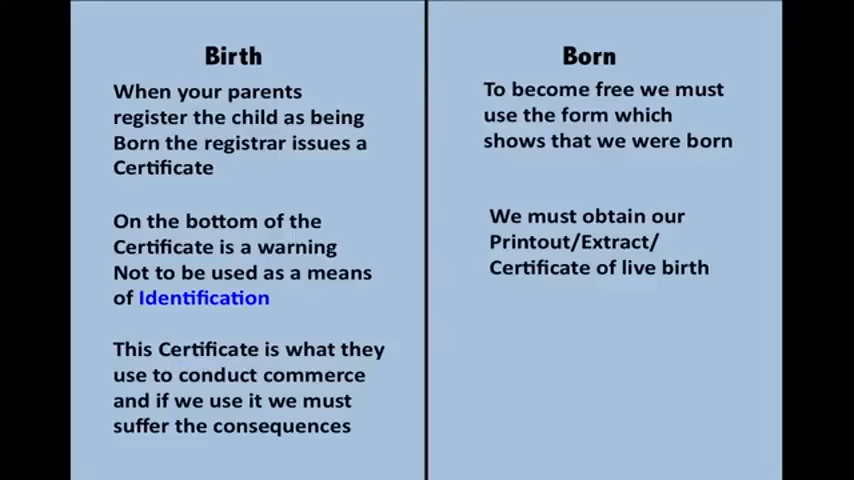 Birth
When your parents
register the child as being
Born the registrar issues a
Certificate
On the bottom of the
Certificate is a warning
Not to be used as a means
of Identification
This Certificate is what they
use to conduct commerce
and if we use it we must
suffer the consequences
Born
To become free we must
use the form which
shows that we were born
We must obtain our
Printout/Extract/
Certificate of live birth